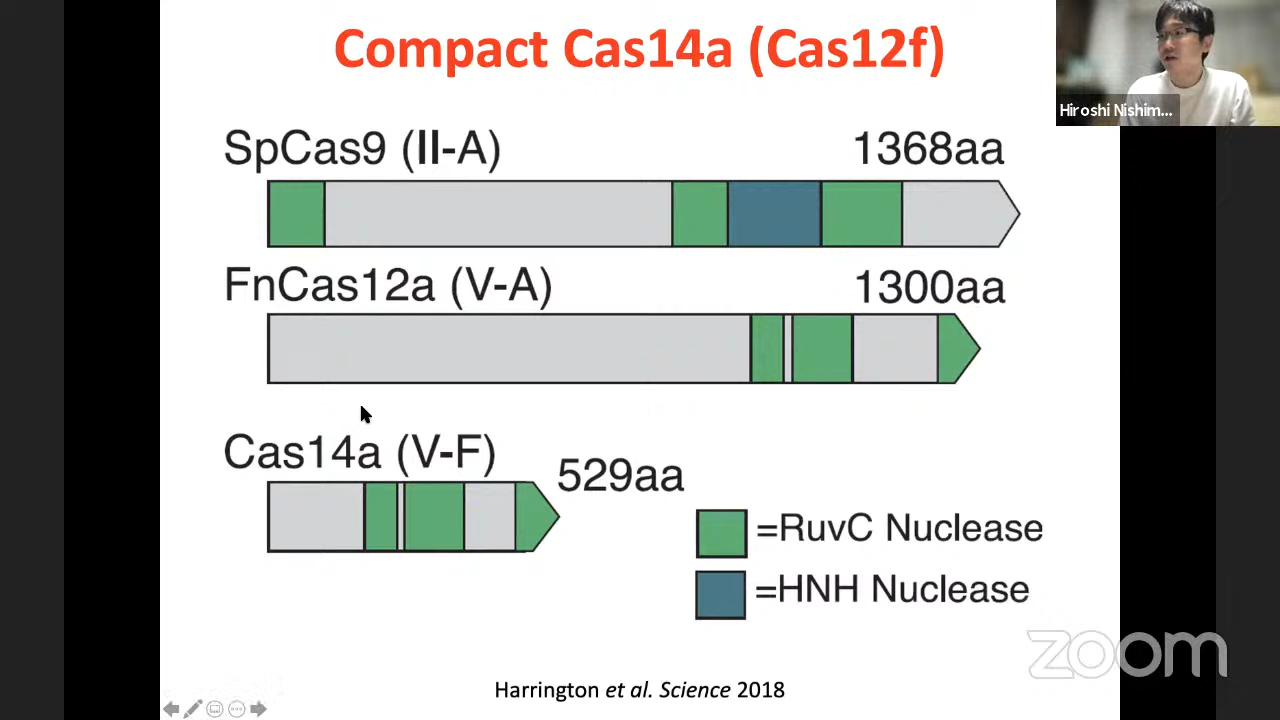 Compact Cas14a (Cas12f)
Hiroshi Nishim...
SpCas9 (II-A)
1368aa
FnCas12a (V-A)
1300aa
Cas14a (V-F)
529aa
=RuvC Nuclease
=HNH Nuclease
zoom
Harrington et al. Science 2018